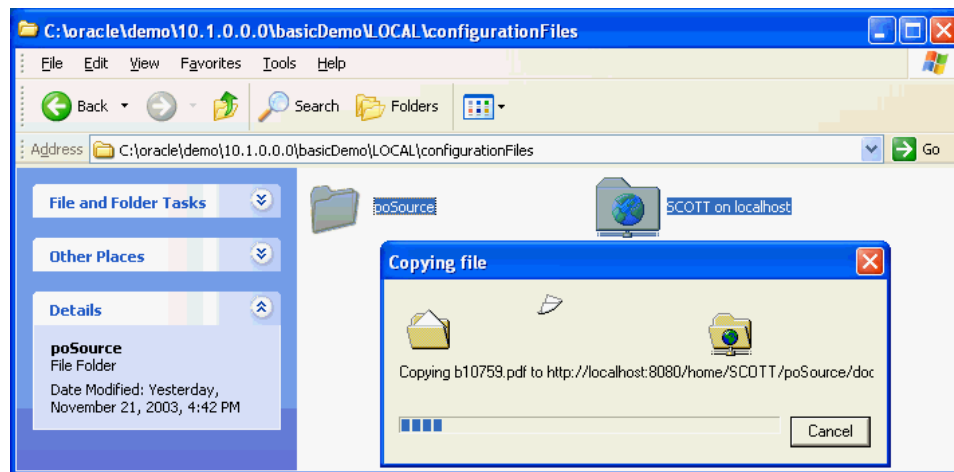 C:\oracle\demo\10.1.0.0.0\basicDemo\LOCAL\configurationFiles
File Edit View Favorites Tools Help
Back Search Folders
Address C:\oracle\demo\10.1.0.0.0\basicDemo\LOCAL\configurationFiles Go
File and Folder Tasks
poSource
SCOTT on localhost
Other Places
Details
poSource
File Folder
Date Modified: Yesterday,
November 21, 2003, 4:42 PM
Copying file
Copying b10759.pdf to http://localhost:8080/home/SCOTT/poSource/doc
Cancel